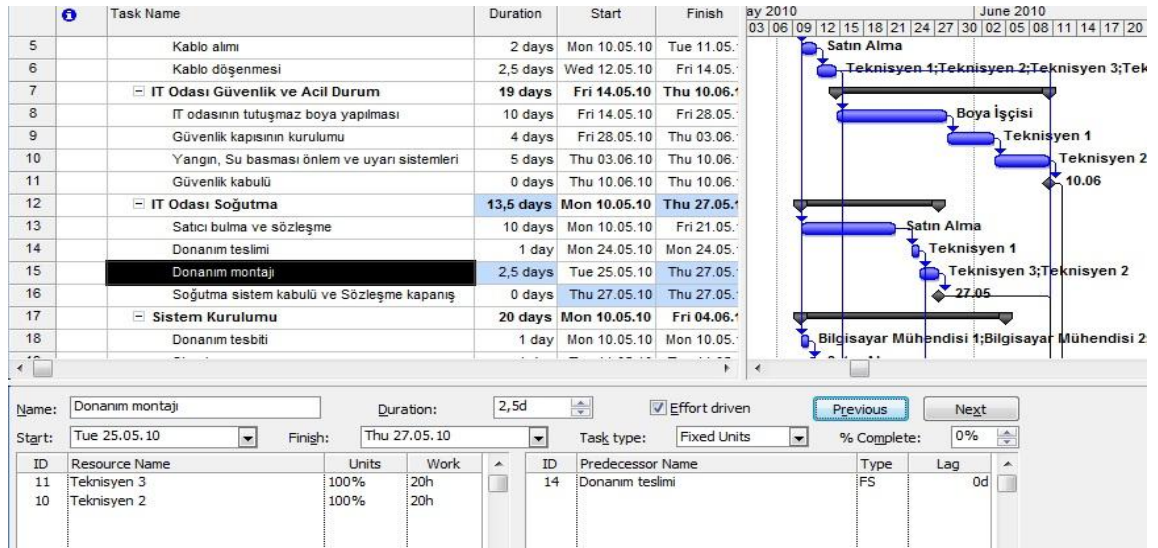 Task Name Duration Start Finish ay 2010 June 2010
03 06 09 12 15 18 21 24 27 30 02 05 08 11 14 17 20
5 Kablo alımı 2 days Mon 10.05.10 Tue 11.05. Satın Alma
6 Kablo döşenmesi 2,5 days Wed 12.05.10 Fri 14.05. Teknisyen 1;Teknisyen 2;Teknisyen 3;Tek
7 IT Odası Güvenlik ve Acil Durum 19 days Fri 14.05.10 Thu 10.06.1
8 IT odasının tutuşmaz boya yapılması 10 days Fri 14.05.10 Fri 28.05. Boya İşçisi
9 Güvenlik kapısının kurulumu 4 days Fri 28.05.10 Thu 03.06. Teknisyen 1
10 Yangın, Su basması önlem ve uyarı sistemleri 5 days Thu 03.06.10 Thu 10.06. Teknisyen 2
11 Güvenlik kabulü 0 days Thu 10.06.10 Thu 10.06. 10.06
12 IT Odası Soğutma 13,5 days Mon 10.05.10 Thu 27.05.1
13 Satıcı bulma ve sözleşme 10 days Mon 10.05.10 Fri 21.05. Satın Alma
14 Donanım teslimi 1 day Mon 24.05.10 Mon 24.05. Teknisyen 1
15 Donanım montajı 2,5 days Tue 25.05.10 Thu 27.05. Teknisyen 3;Teknisyen 2
16 Soğutma sistem kabulü ve Sözleşme kapanış 0 days Thu 27.05.10 Thu 27.05. 27.05
17 Sistem Kurulumu 20 days Mon 10.05.10 Fri 04.06.1
18 Donanım tesbiti 1 day Mon 10.05.10 Mon 10.05. Bilgisayar Mühendisi 1;Bilgisayar Mühendisi 2
Name: Donanım montajı Duration: 2,5d Effort driven Previous Next
Start: Tue 25.05.10 Finish: Thu 27.05.10 Task type: Fixed Units % Complete: 0%
ID Resource Name Units Work ID Predecessor Name Type Lag
11 Teknisyen 3 100% 20h 14 Donanım teslimi FS 0d
10 Teknisyen 2 100% 20h